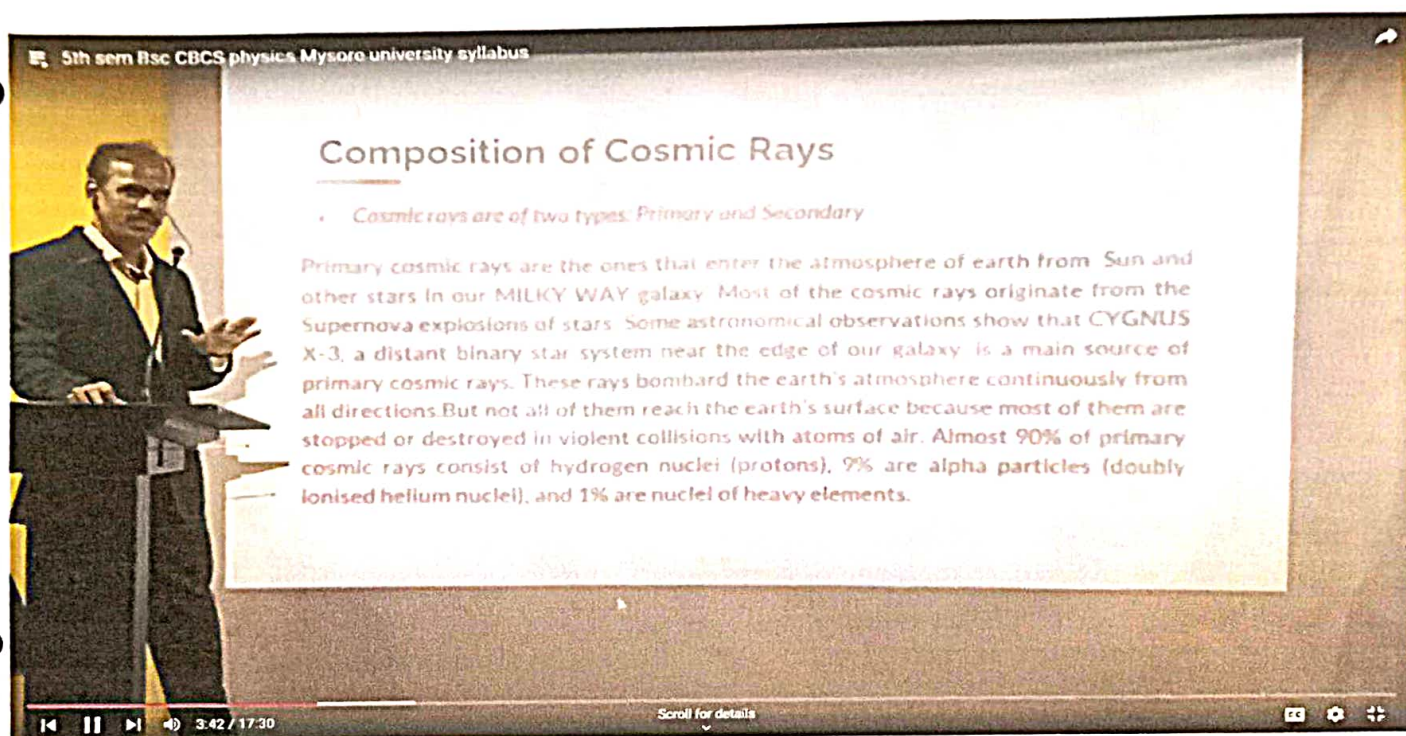 5th sem Bsc CBCS physics Mysore university syllabus
Composition of Cosmic Rays
• Cosmic rays are of two types: Primary and Secondary
Primary cosmic rays are the ones that enter the atmosphere of earth from Sun and
other stars in our MILKY WAY galaxy. Most of the cosmic rays originate from the
Supernova explosions of stars. Some astronomical observations show that CYGNUS
X-3, a distant binary star system near the edge of our galaxy is a main source of
primary cosmic rays. These rays bombard the earth's atmosphere continuously from
all directions.But not all of them reach the earth's surface because most of them are
stopped or destroyed in violent collisions with atoms of air. Almost 90% of primary
cosmic rays consist of hydrogen nuclei (protons), 9% are alpha particles (doubly
ionised helium nuclei), and 1% are nuclei of heavy elements.
3:42 / 17:30
Scroll for details
CC